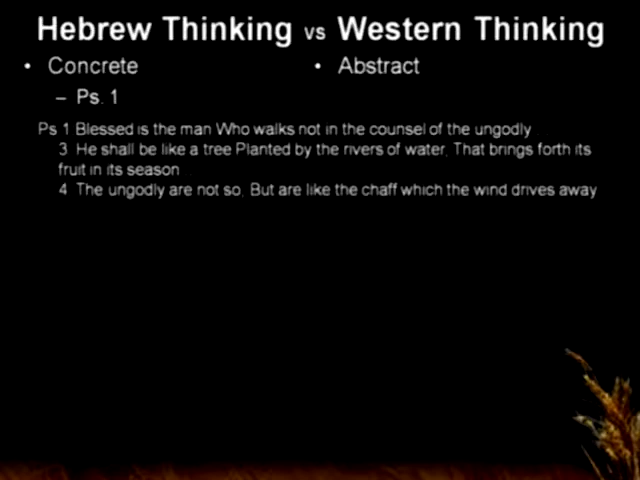 Hebrew Thinking vs Western Thinking
• Concrete
• Abstract
– Ps. 1
Ps 1 Blessed is the man Who walks not in the counsel of the ungodly...
3 He shall be like a tree Planted by the rivers of water, That brings forth its
fruit in its season
4 The ungodly are not so, But are like the chaff which the wind drives away